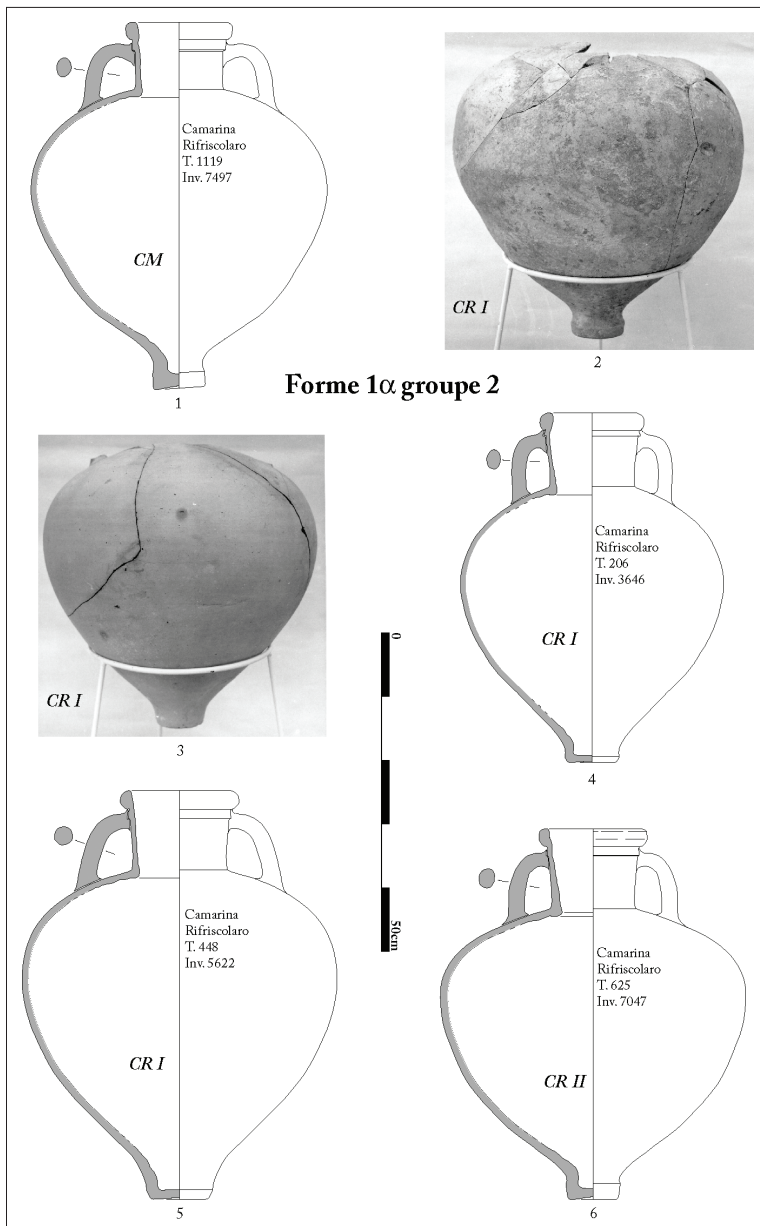 Camarina
Rifriscolaro
T. 1119
Inv. 7497
CM
1
CR I
2
Forme 1α groupe 2
CR I
3
Camarina
Rifriscolaro
T. 206
Inv. 3646
CR I
4
0
50cm
Camarina
Rifriscolaro
T. 448
Inv. 5622
CR I
5
Camarina
Rifriscolaro
T. 625
Inv. 7047
CR II
6